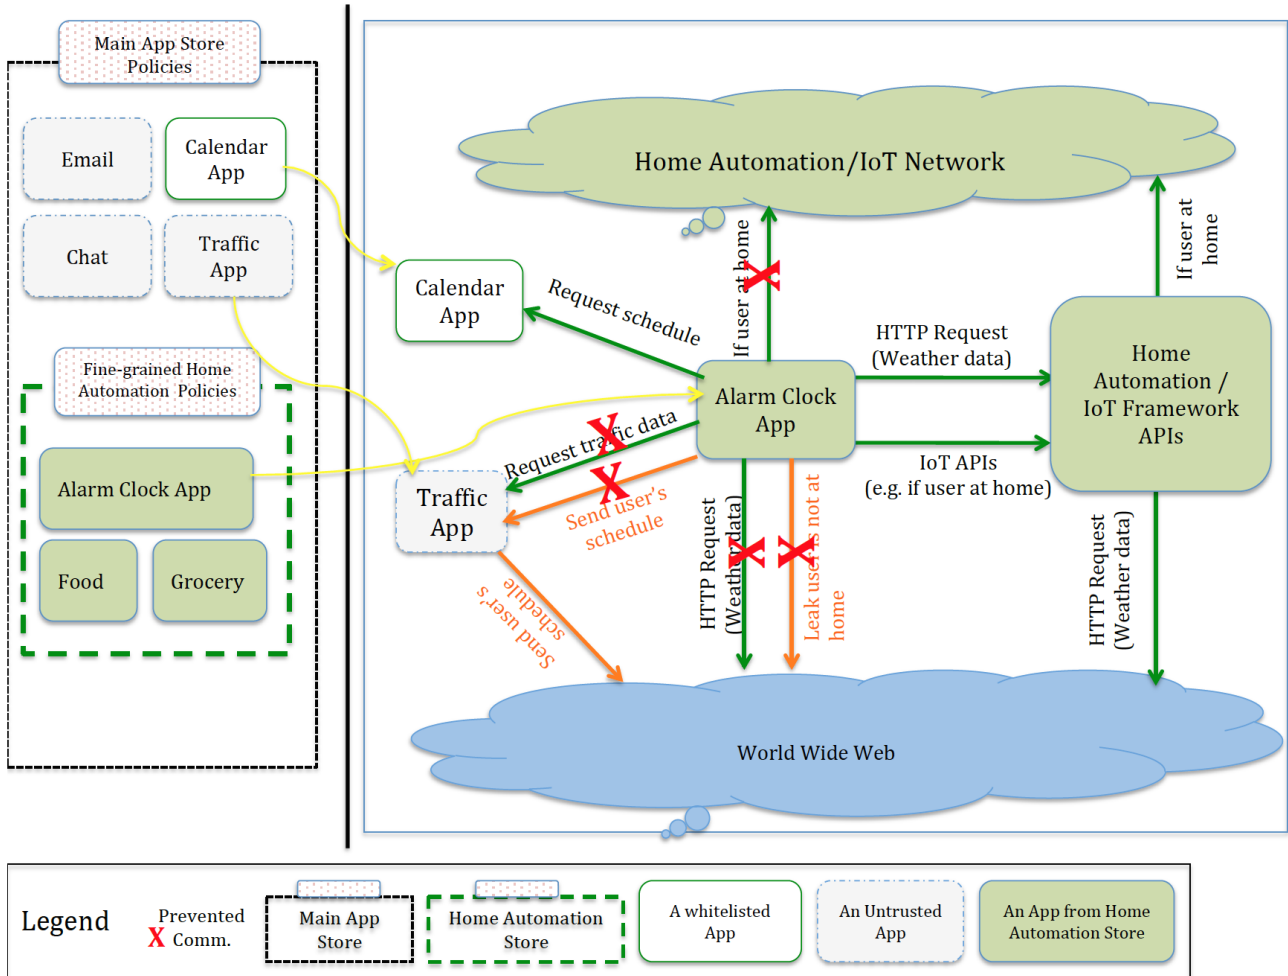 Main App Store
Policies
Email
Calendar
App
Chat
Traffic
App
Fine-grained Home
Automation Policies
Alarm Clock App
Food
Grocery
Home Automation/IoT Network
If user at home
X
If user at
home
Calendar
App
Request schedule
Alarm Clock
App
HTTP Request
(Weather data)
IoT APIs
(e.g. if user at home)
Home
Automation /
IoT Framework
APIs
Request traffic data
X
X
Send user's
schedule
Traffic
App
Send user's
schedule
HTTP Request
(Weather data)
X
X
Leak user is not at
home
HTTP Request
(Weather data)
World Wide Web
Legend
X
Prevented
Comm.
Main App
Store
Home Automation
Store
A whitelisted
App
An Untrusted
App
An App from Home
Automation Store